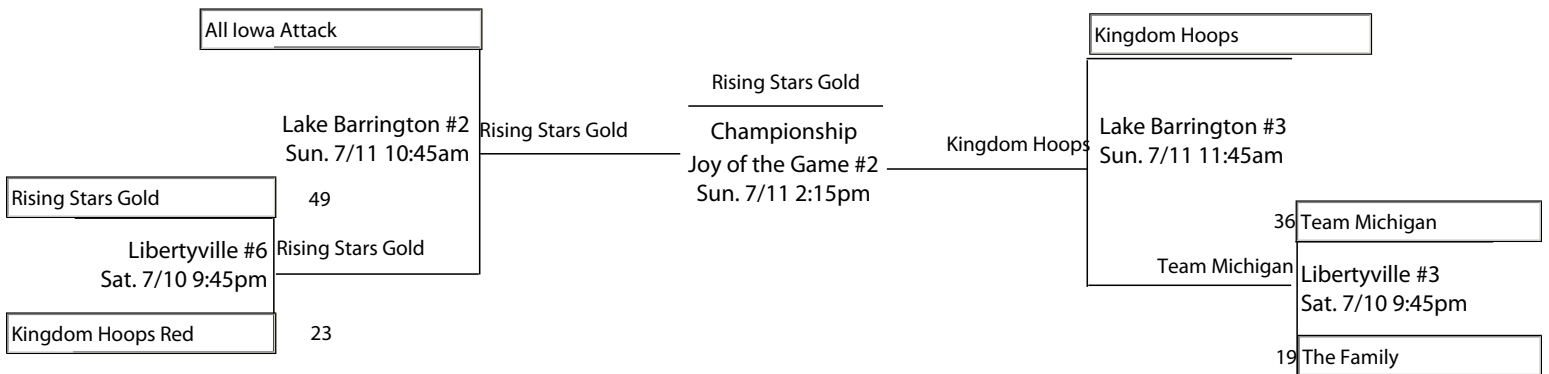 All Iowa Attack
Kingdom Hoops
Rising Stars Gold
Lake Barrington #2
Sun. 7/11 10:45am
Rising Stars Gold
Championship
Joy of the Game #2
Sun. 7/11 2:15pm
Kingdom Hoops
Lake Barrington #3
Sun. 7/11 11:45am
Rising Stars Gold 49
Libertyville #6
Sat. 7/10 9:45pm
Rising Stars Gold
Kingdom Hoops Red 23
36 Team Michigan
Team Michigan
Libertyville #3
Sat. 7/10 9:45pm
19 The Family